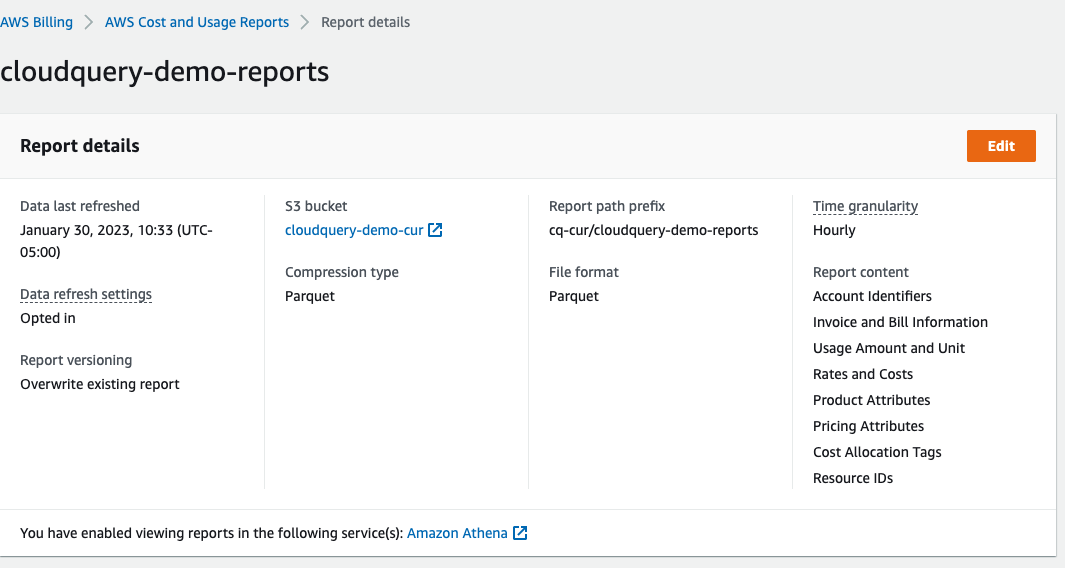 AWS Billing > AWS Cost and Usage Reports > Report details
cloudquery-demo-reports
Report details
Edit
Data last refreshed
January 30, 2023, 10:33 (UTC-
05:00)
Data refresh settings
Opted in
Report versioning
Overwrite existing report
S3 bucket
cloudquery-demo-cur
Compression type
Parquet
Report path prefix
cq-cur/cloudquery-demo-reports
File format
Parquet
Time granularity
Hourly
Report content
Account Identifiers
Invoice and Bill Information
Usage Amount and Unit
Rates and Costs
Product Attributes
Pricing Attributes
Cost Allocation Tags
Resource IDs
You have enabled viewing reports in the following service(s): Amazon Athena